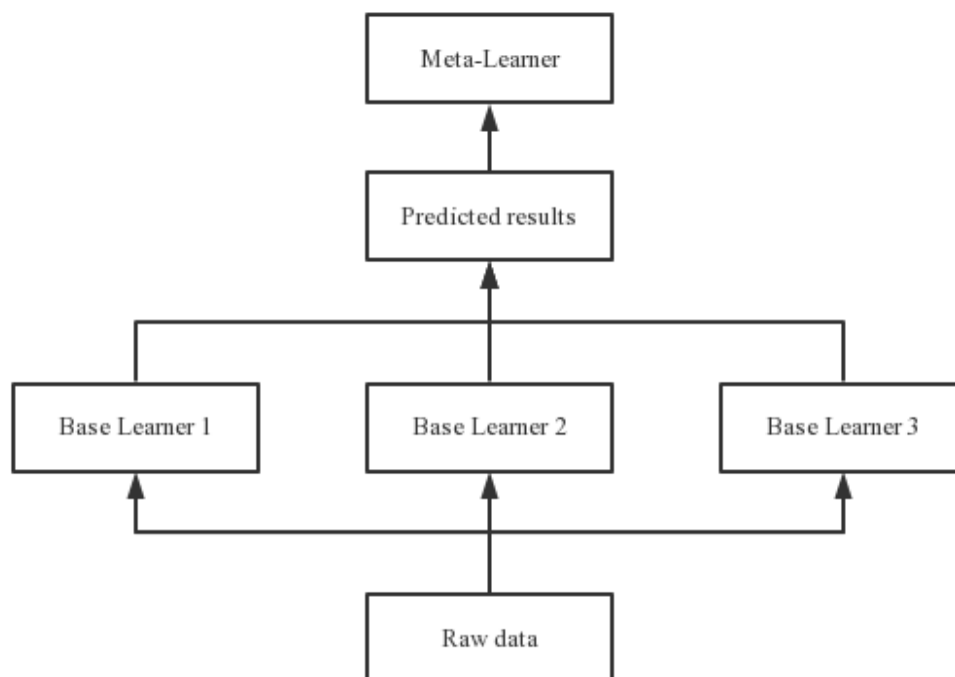 Meta-Learner
Predicted results
Base Learner 1
Base Learner 2
Base Learner 3
Raw data